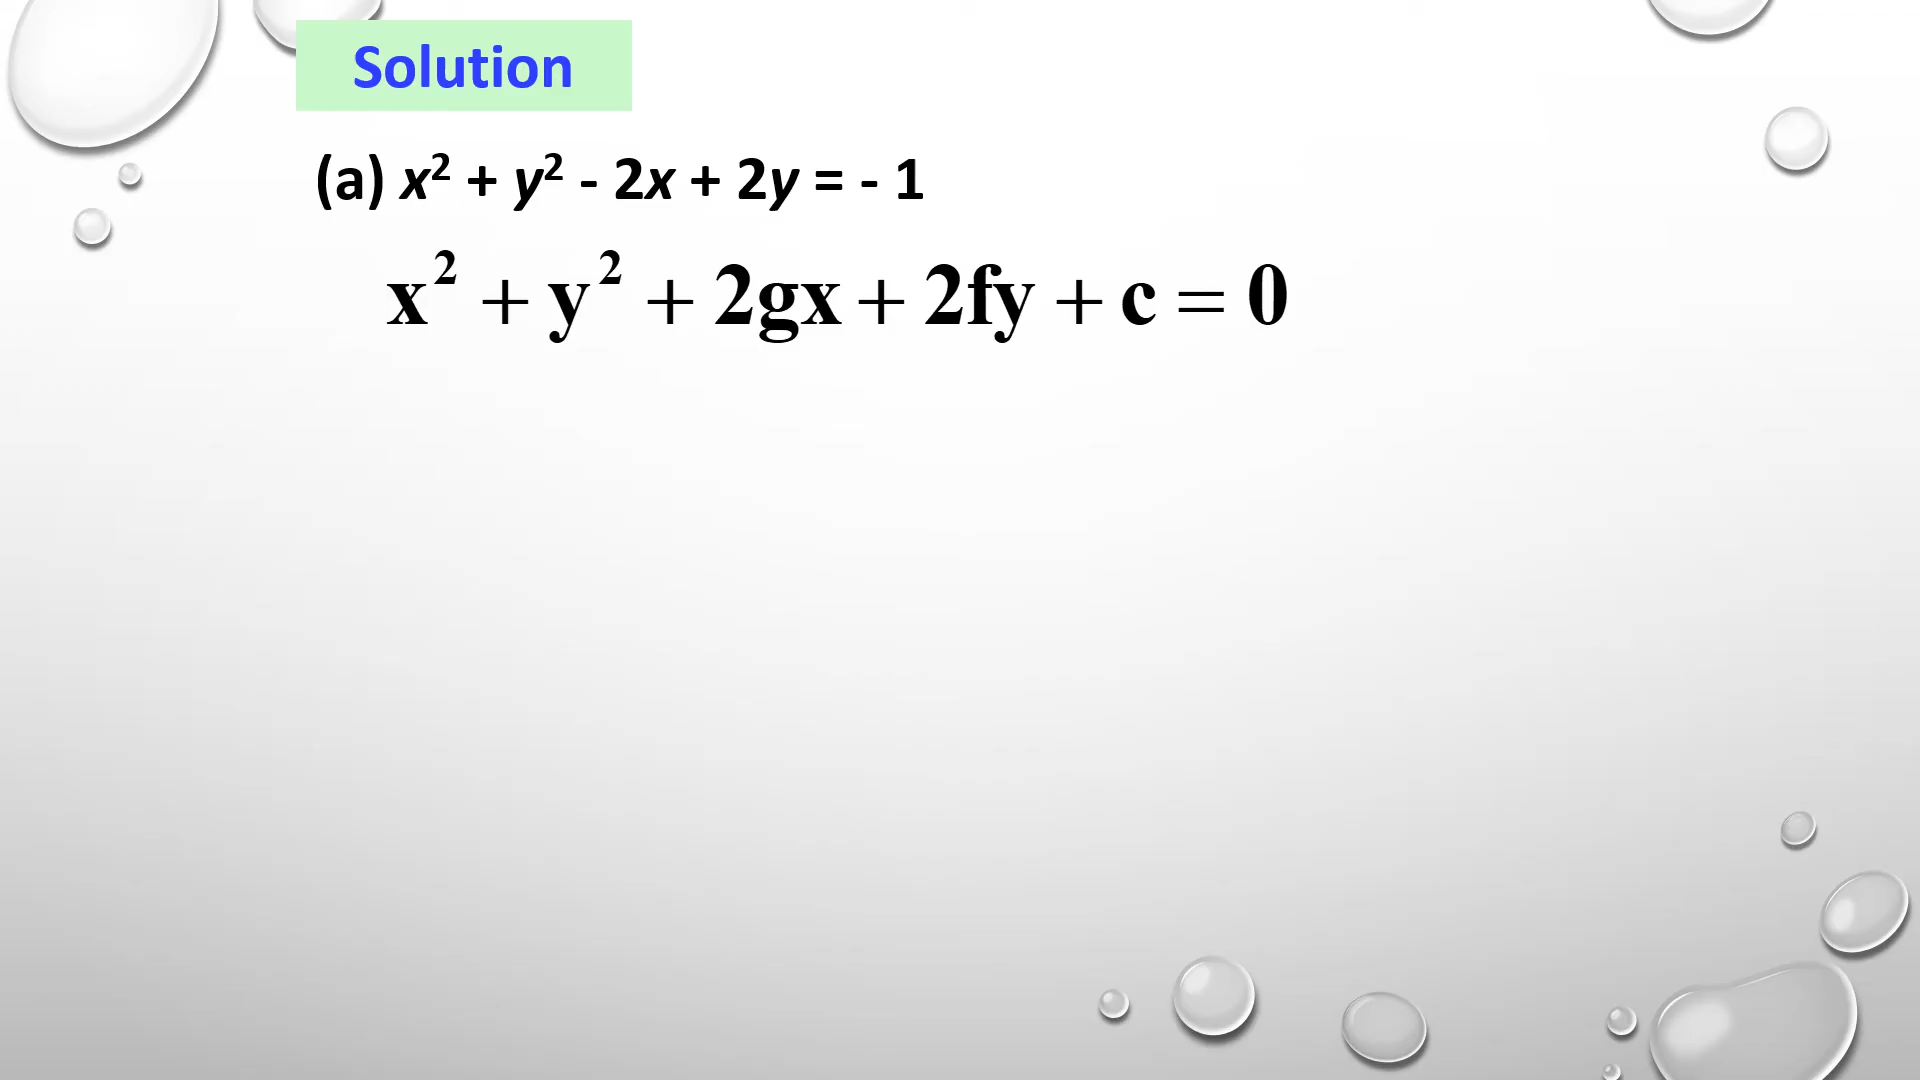 Solution
(a) x² + y² - 2x + 2y = - 1
x² + y² + 2gx + 2fy + c = 0